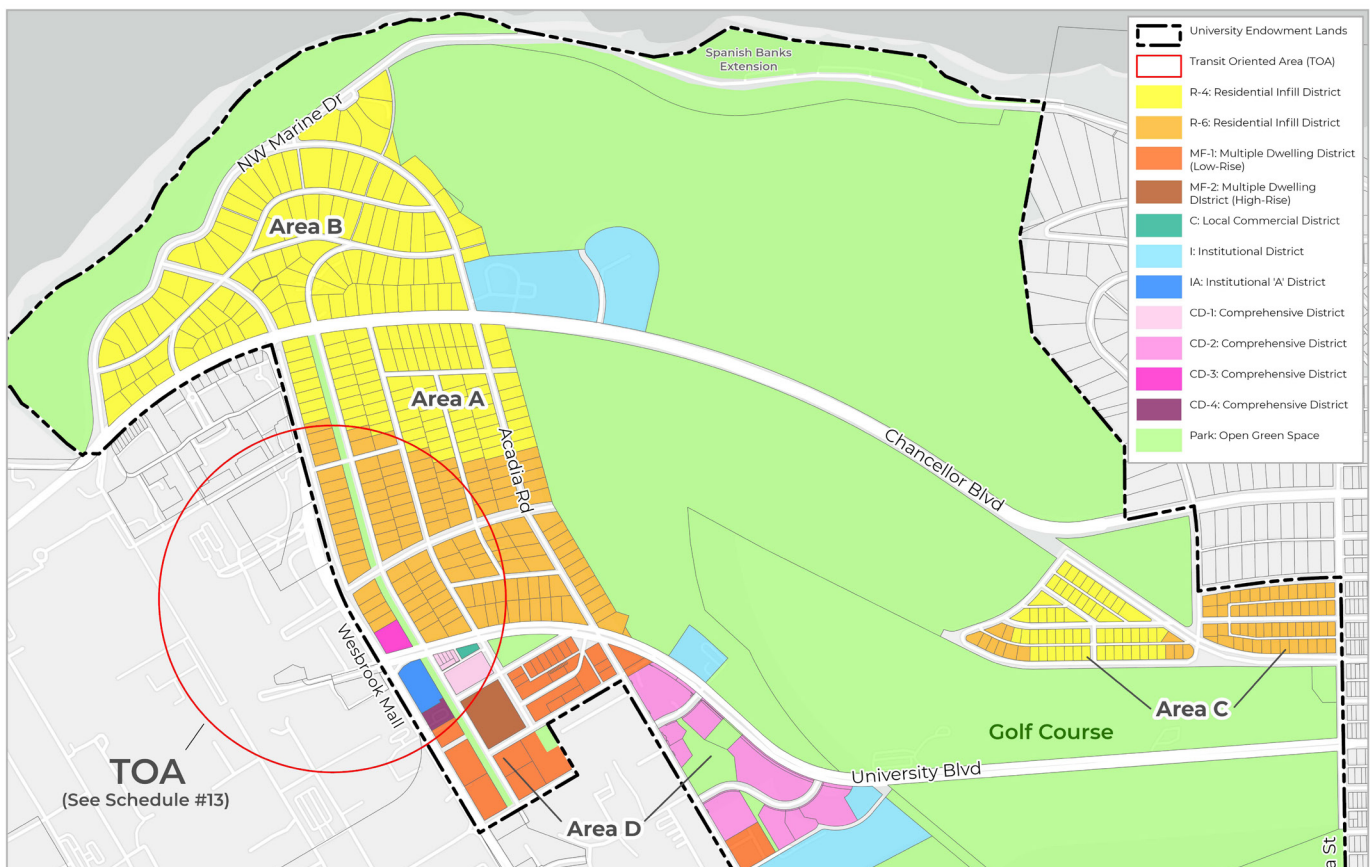 Spanish Banks
Extension
NW Marine Dr
Area B
Area A
Acadia Rd
Chancellor Blvd
Wesbrook Mall
TOA
(See Schedule #13)
Area D
University Blvd
Golf Course
Area C
University Endowment Lands
Transit Oriented Area (TOA)
R-4: Residential Infill District
R-6: Residential Infill District
MF-1: Multiple Dwelling District
(Low-Rise)
MF-2: Multiple Dwelling
DIstrict (High-Rise)
C: Local Commercial District
I: Institutional District
IA: Institutional 'A' District
CD-1: Comprehensive District
CD-2: Comprehensive District
CD-3: Comprehensive District
CD-4: Comprehensive District
Park: Open Green Space